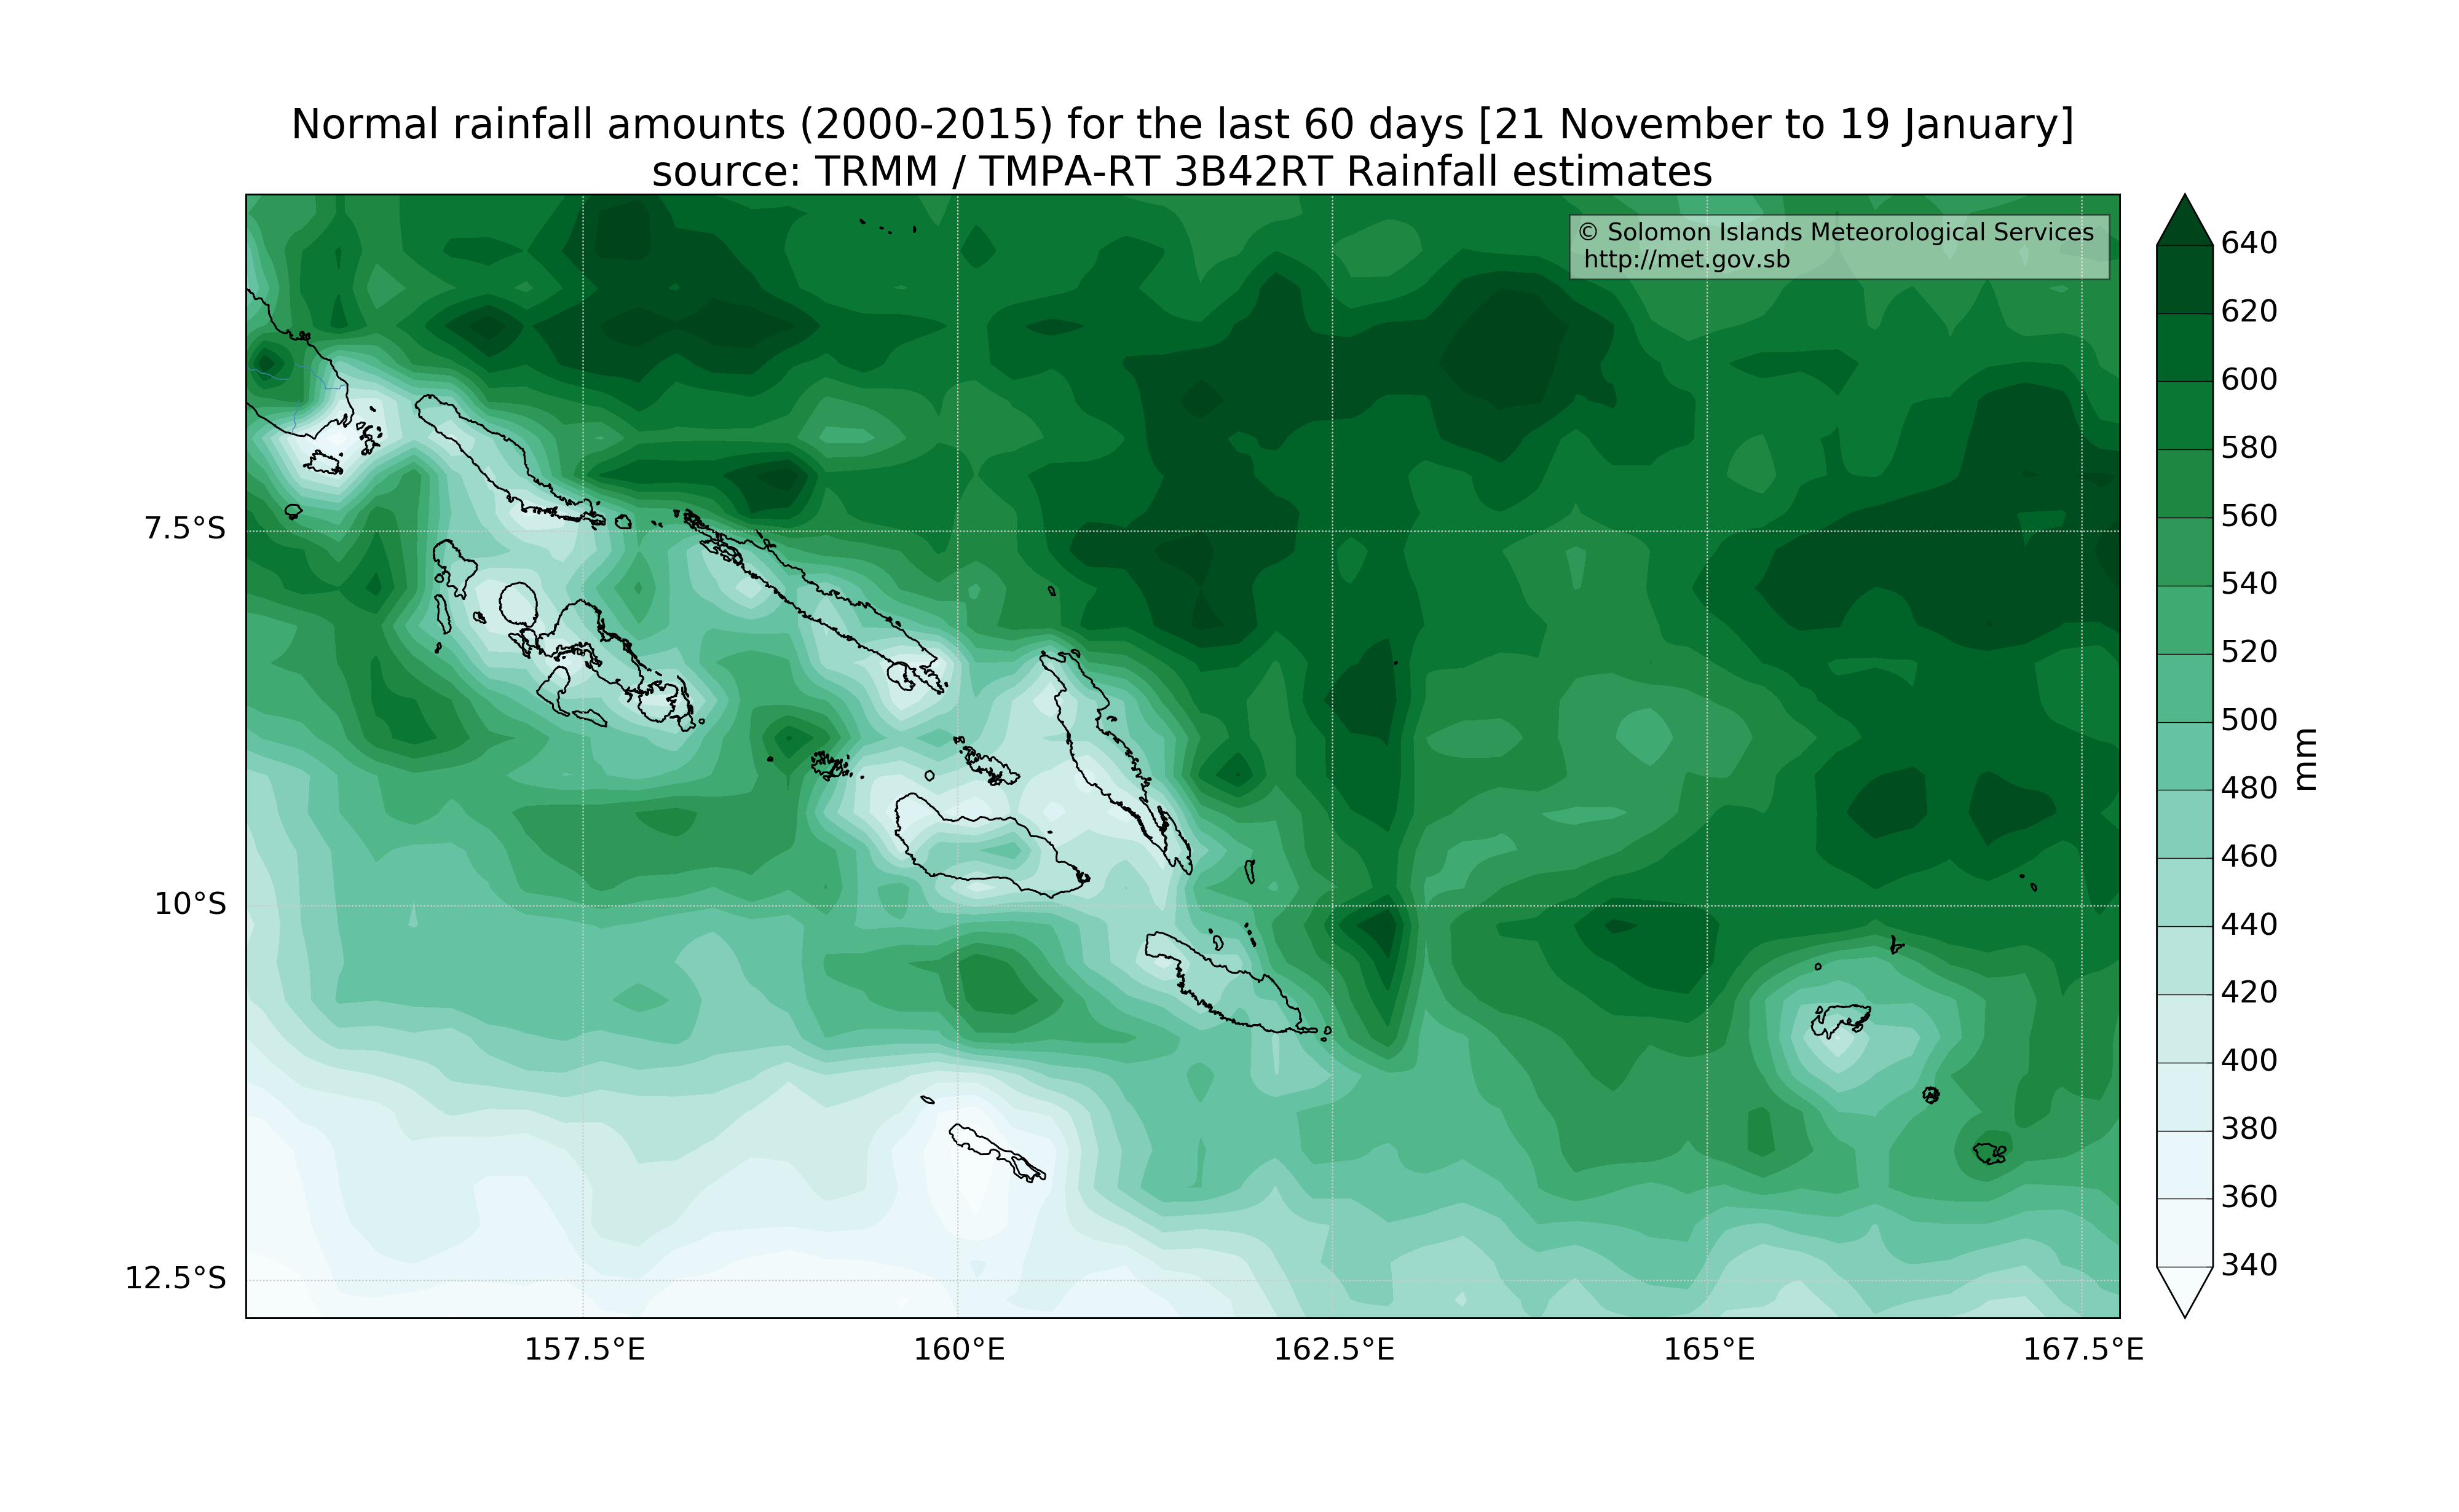 Normal rainfall amounts (2000-2015) for the last 60 days [21 November to 19 January]
source: TRMM / TMPA-RT 3B42RT Rainfall estimates
© Solomon Islands Meteorological Services
http://met.gov.sb
640
620
600
580
560
540
520
500
480
460
440
420
400
380
360
340
mm
7.5°S
10°S
12.5°S
157.5°E
160°E
162.5°E
165°E
167.5°E